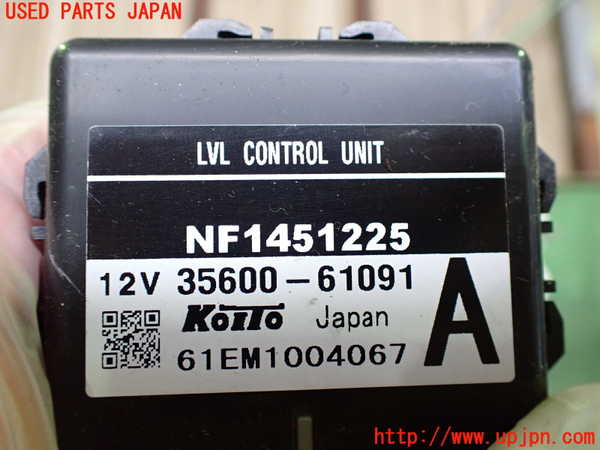 USED PARTS JAPAN
LVL CONTROL UNIT
NF1451225
12V 35600-61091
KOITO Japan
A
61EM1004067
http://www.upjpn.com